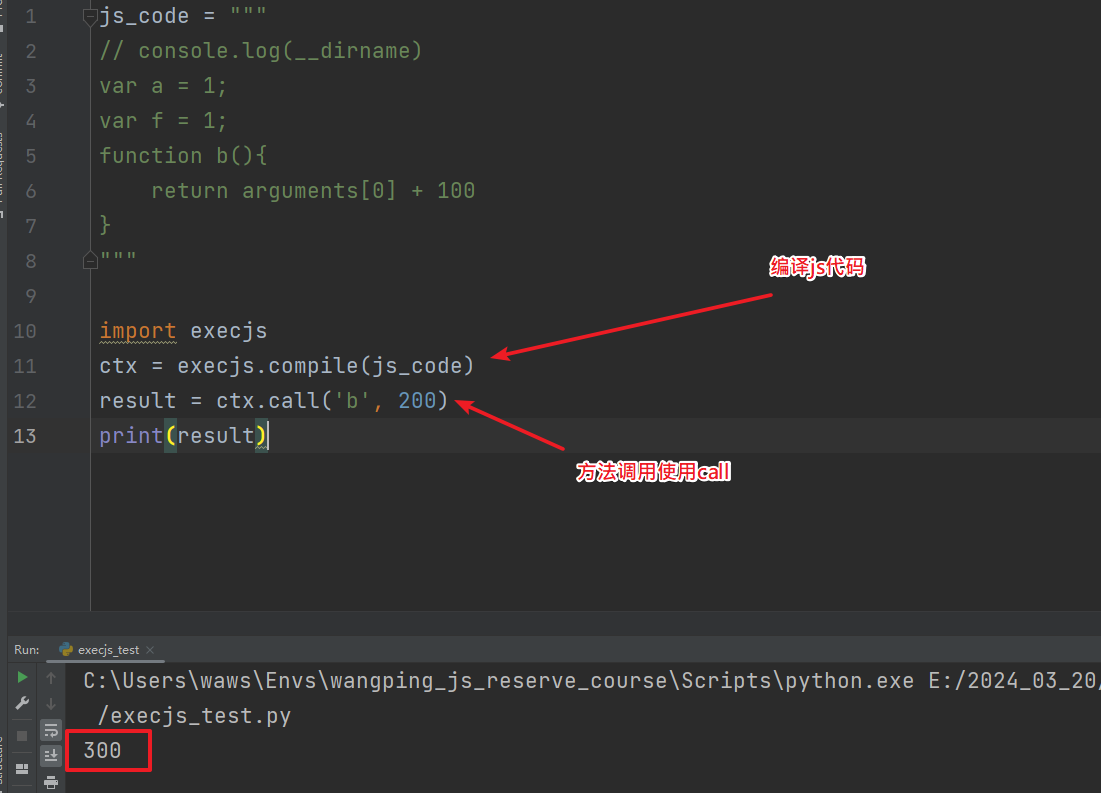 1 js_code = """
2 // console.log(__dirname)
3 var a = 1;
4 var f = 1;
5 function b(){
6     return arguments[0] + 100
7 }
8 """
9
编译js代码
10 import execjs
11 ctx = execjs.compile(js_code)
12 result = ctx.call('b', 200)
13 print(result)
方法调用使用call
Run: execjs_test ×
C:\Users\waws\Envs\wangping_js_reserve_course\Scripts\python.exe E:/2024_03_20/
/execjs_test.py
300